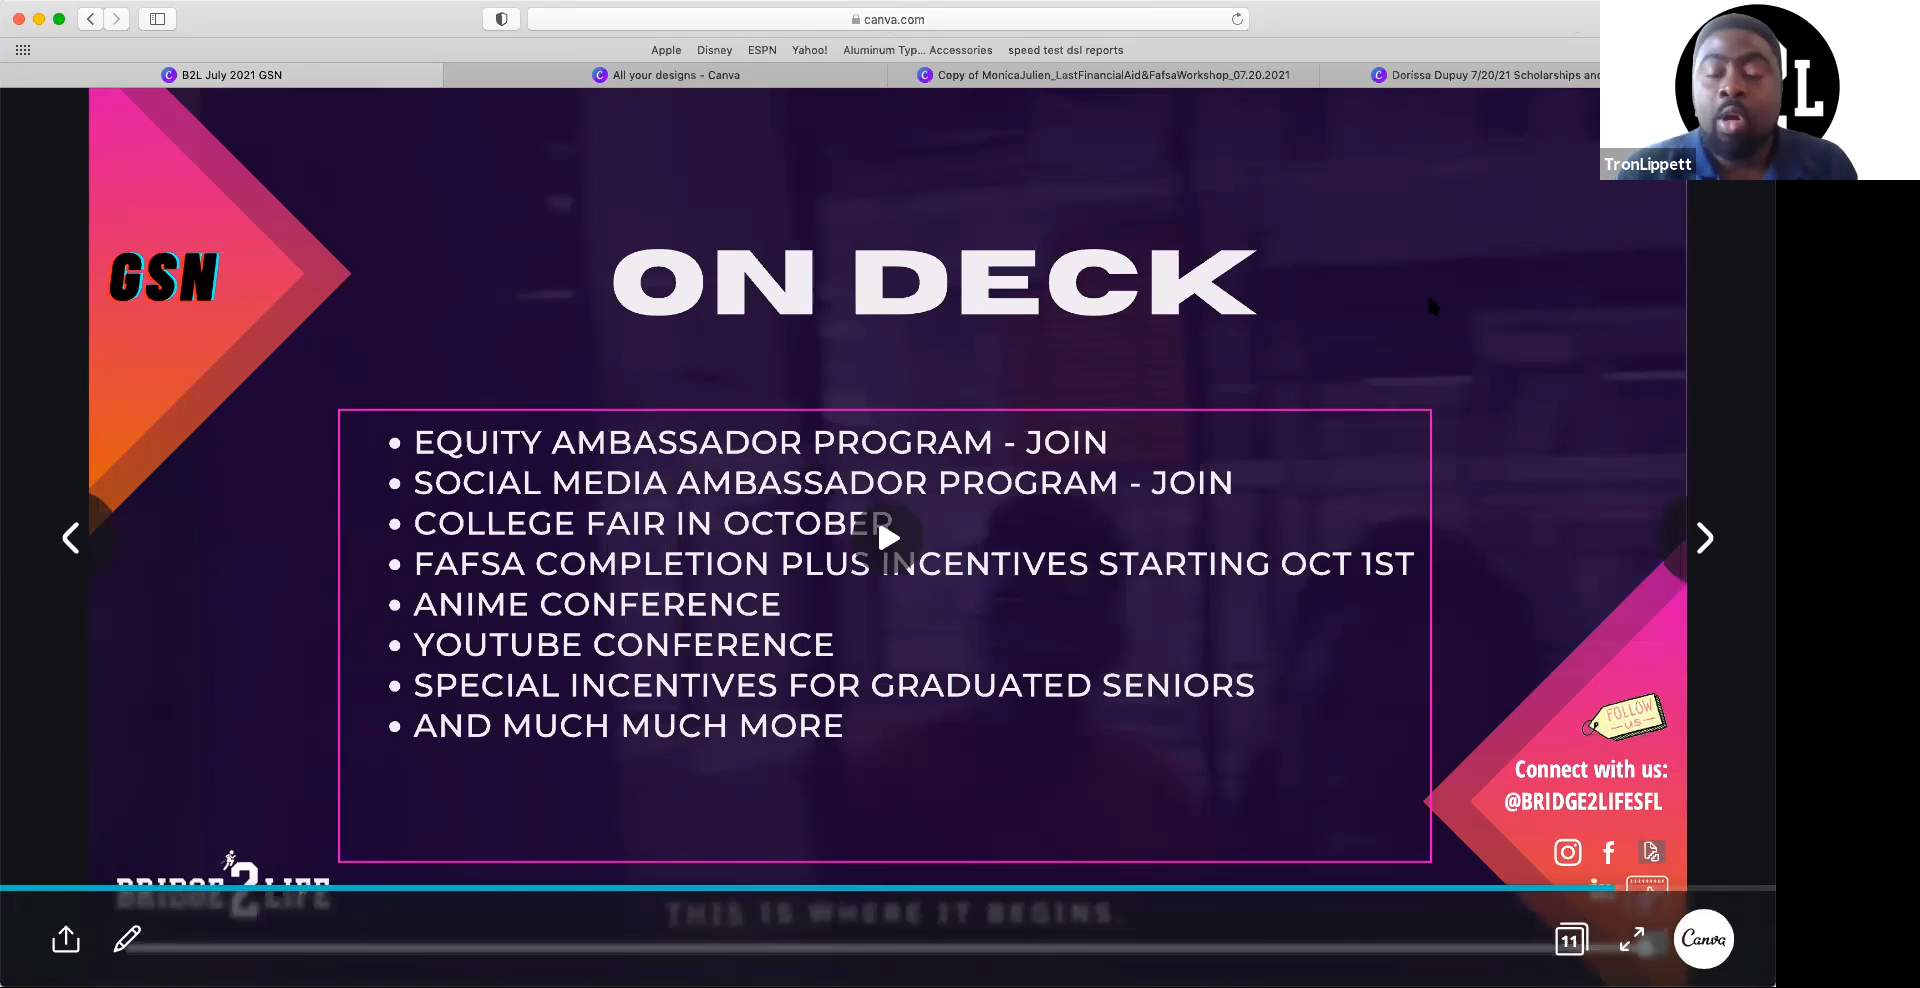 canva.com
Apple Disney ESPN Yahoo! Aluminum Typ... Accessories speed test dsl reports
B2L July 2021 GSN
All your designs - Canva
Copy of MonicaJulien_LastFinancialAid&FafsaWorkshop_07.20.2021
Dorissa Dupuy 7/20/21 Scholarships and
L
TronLippett
GSN
ON DECK
• EQUITY AMBASSADOR PROGRAM - JOIN
• SOCIAL MEDIA AMBASSADOR PROGRAM - JOIN
• COLLEGE FAIR IN OCTOBER
• FAFSA COMPLETION PLUS INCENTIVES STARTING OCT 1ST
• ANIME CONFERENCE
• YOUTUBE CONFERENCE
• SPECIAL INCENTIVES FOR GRADUATED SENIORS
• AND MUCH MUCH MORE
FOLLOW
US
Connect with us:
@BRIDGE2LIFESFL
BRIDGE 2 LIFE
THIS IS WHERE IT BEGINS.
11
Canva